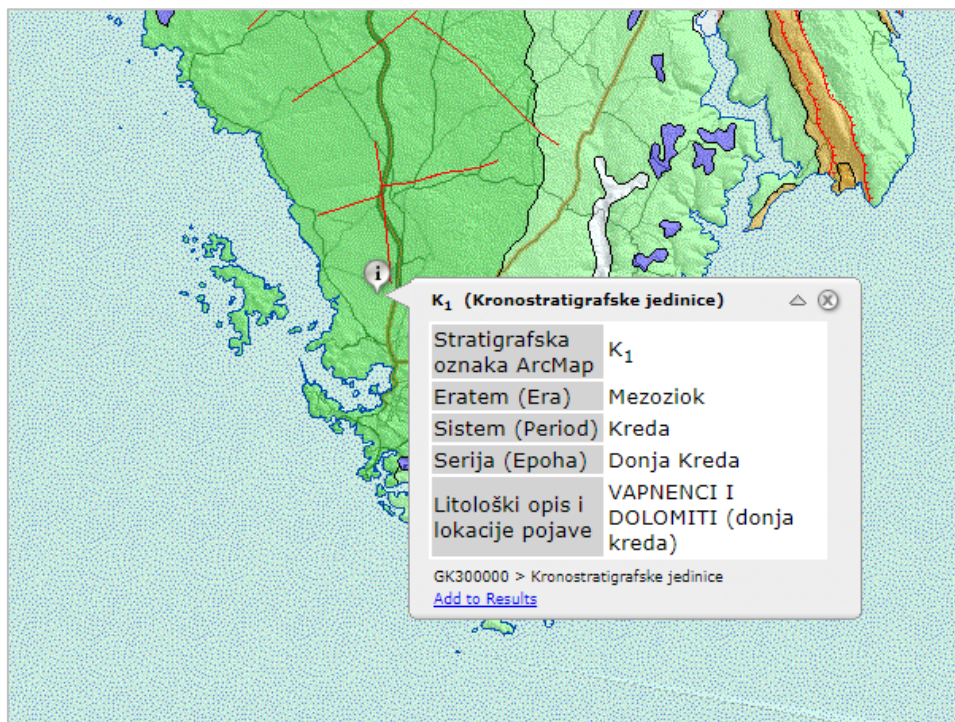 K₁ (Kronostratigrafske jedinice)
Stratigrafska
oznaka ArcMap
K₁
Eratem (Era)
Mezoziok
Sistem (Period)
Kreda
Serija (Epoha)
Donja Kreda
Litološki opis i
lokacije pojave
VAPNENCI I
DOLOMITI (donja
kreda)
GK300000 > Kronostratigrafske jedinice
Add to Results